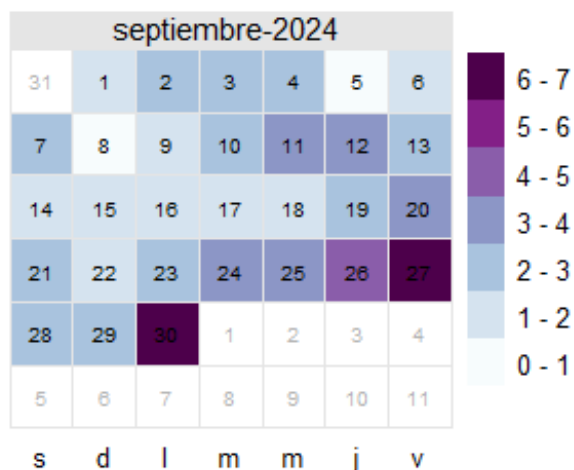 septiembre-2024
31 1 2 3 4 5 6
7 8 9 10 11 12 13
14 15 16 17 18 19 20
21 22 23 24 25 26 27
28 29 30 1 2 3 4
5 6 7 8 9 10 11
s d l m m j v
6 - 7
5 - 6
4 - 5
3 - 4
2 - 3
1 - 2
0 - 1